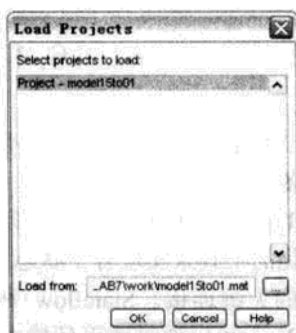 Load Projects
Select projects to load:
Project - model15to01
Load from: _AB7\work\model15to01.mat ...
OK Cancel Help